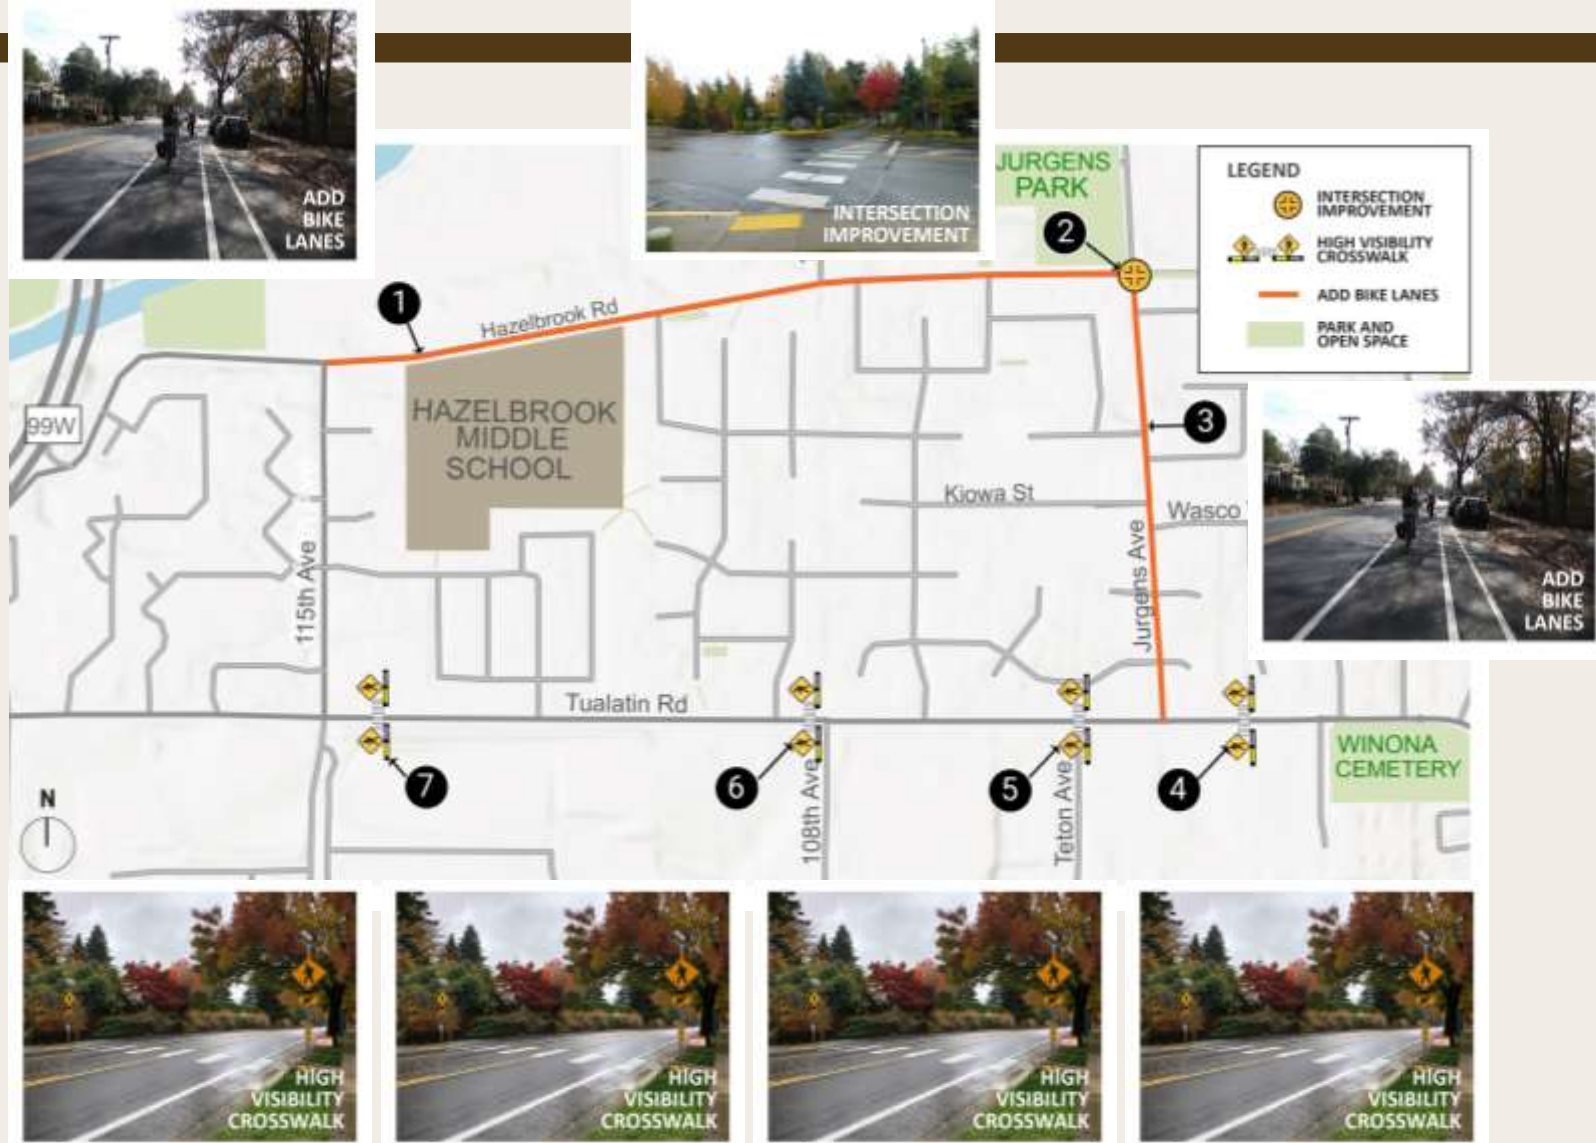 ADD
BIKE
LANES
INTERSECTION
IMPROVEMENT
JURGENS
PARK
LEGEND
INTERSECTION
IMPROVEMENT
HIGH VISIBILITY
CROSSWALK
ADD BIKE LANES
PARK AND
OPEN SPACE
2
1
Hazelbrook Rd
99W
HAZELBROOK
MIDDLE
SCHOOL
3
Kiowa St
Wasco
115th Ave
Jurgens Ave
ADD
BIKE
LANES
Tualatin Rd
WINONA
CEMETERY
7
6
5
4
108th Ave
Teton Ave
N
HIGH
VISIBILITY
CROSSWALK
HIGH
VISIBILITY
CROSSWALK
HIGH
VISIBILITY
CROSSWALK
HIGH
VISIBILITY
CROSSWALK